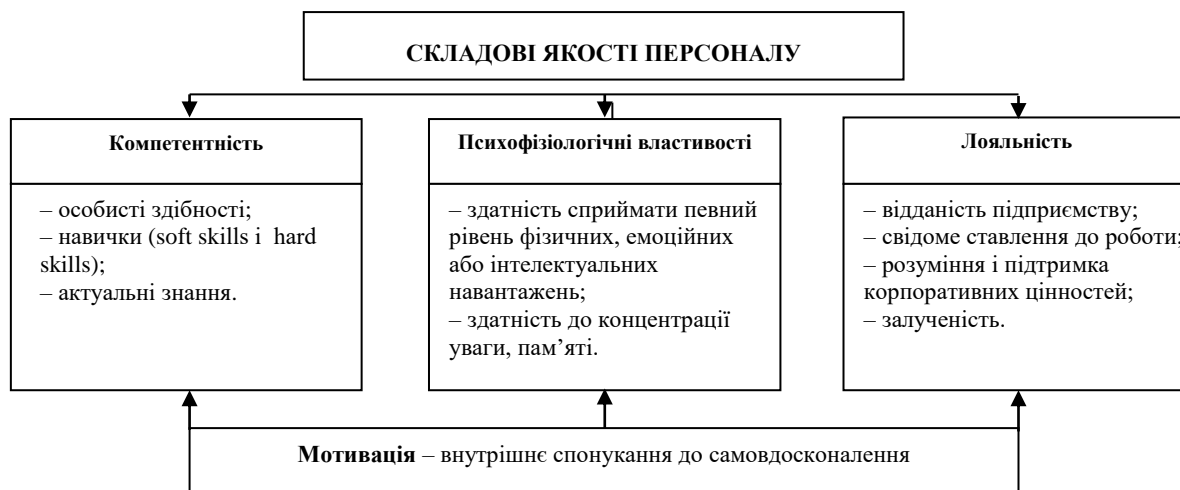 СКЛАДОВІ ЯКОСТІ ПЕРСОНАЛУ
Компетентність
– особисті здібності;
– навички (soft skills і hard
skills);
– актуальні знання.
Психофізіологічні властивості
– здатність сприймати певний
рівень фізичних, емоційних
або інтелектуальних
навантажень;
– здатність до концентрації
уваги, пам’яті.
Лояльність
– відданість підприємству;
– свідоме ставлення до роботи;
– розуміння і підтримка
корпоративних цінностей;
– залученість.
Мотивація – внутрішнє спонукання до самовдосконалення